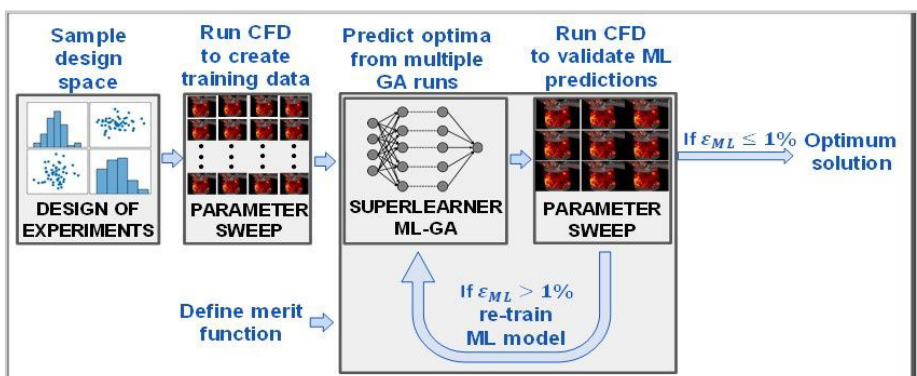 Sample
design
space
Run CFD
to create
training data
Predict optima
from multiple
GA runs
Run CFD
to validate ML
predictions
DESIGN OF
EXPERIMENTS
PARAMETER
SWEEP
SUPERLEARNER
ML-GA
PARAMETER
SWEEP
If εML ≤ 1%
Optimum
solution
Define merit
function
If εML > 1%
re-train
ML model